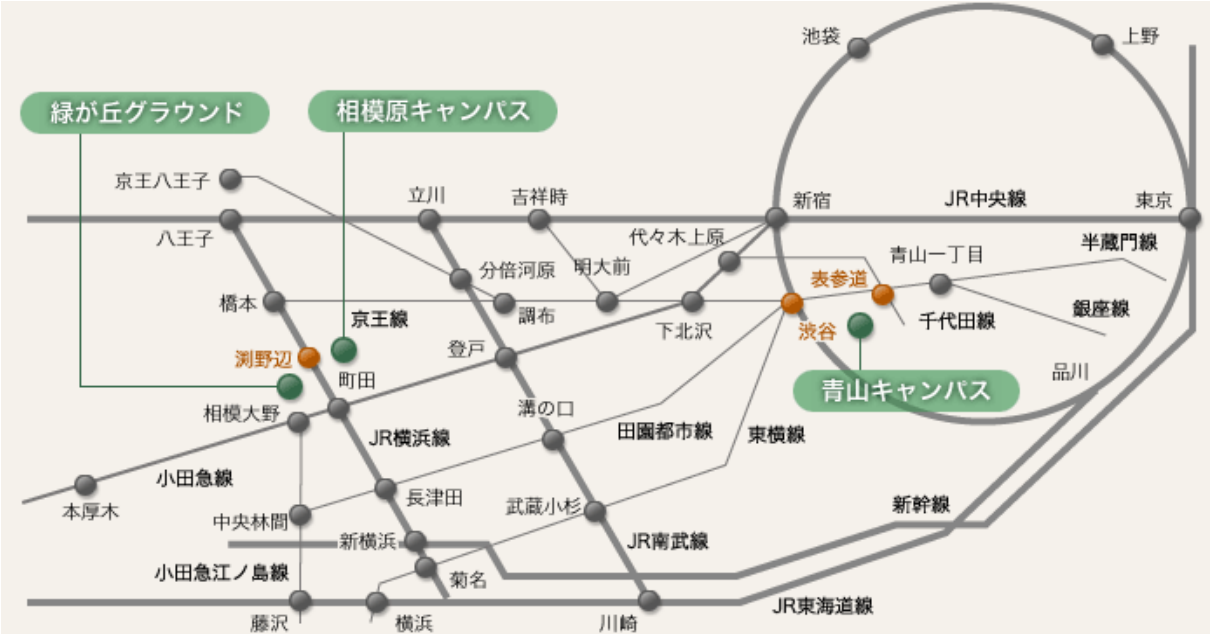 池袋
上野
緑が丘グラウンド
相模原キャンパス
京王八王子
立川
吉祥時
新宿
JR中央線
東京
八王子
代々木上原
半蔵門線
分倍河原
明大前
青山一丁目
表参道
橋本
京王線
調布
下北沢
渋谷
千代田線
銀座線
渕野辺
登戸
町田
品川
青山キャンパス
相模大野
溝の口
JR横浜線
田園都市線
東横線
小田急線
本厚木
長津田
武蔵小杉
新幹線
中央林間
新横浜
JR南武線
小田急江ノ島線
菊名
JR東海道線
藤沢
横浜
川崎